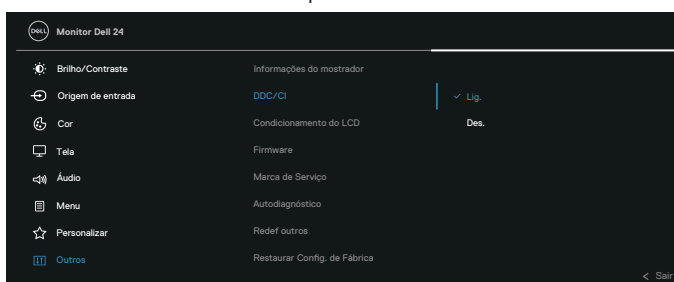 DELL Monitor Dell 24
Brilho/Contraste Informações do mostrador
Origem de entrada DDC/CI Lig.
Cor Condicionamento do LCD Des.
Tela Firmware
Áudio Marca de Serviço
Menu Autodiagnóstico
Personalizar Redef outros
Outros Restaurar Config. de Fábrica
< Sair